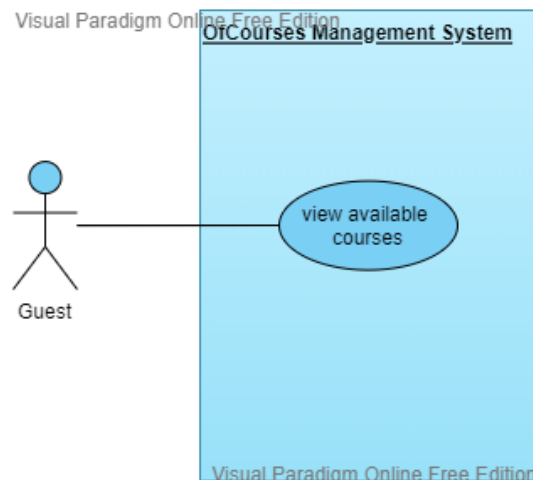 Visual Paradigm Online Free Edition
OfCourses Management System
view available
courses
Guest
Visual Paradigm Online Free Edition